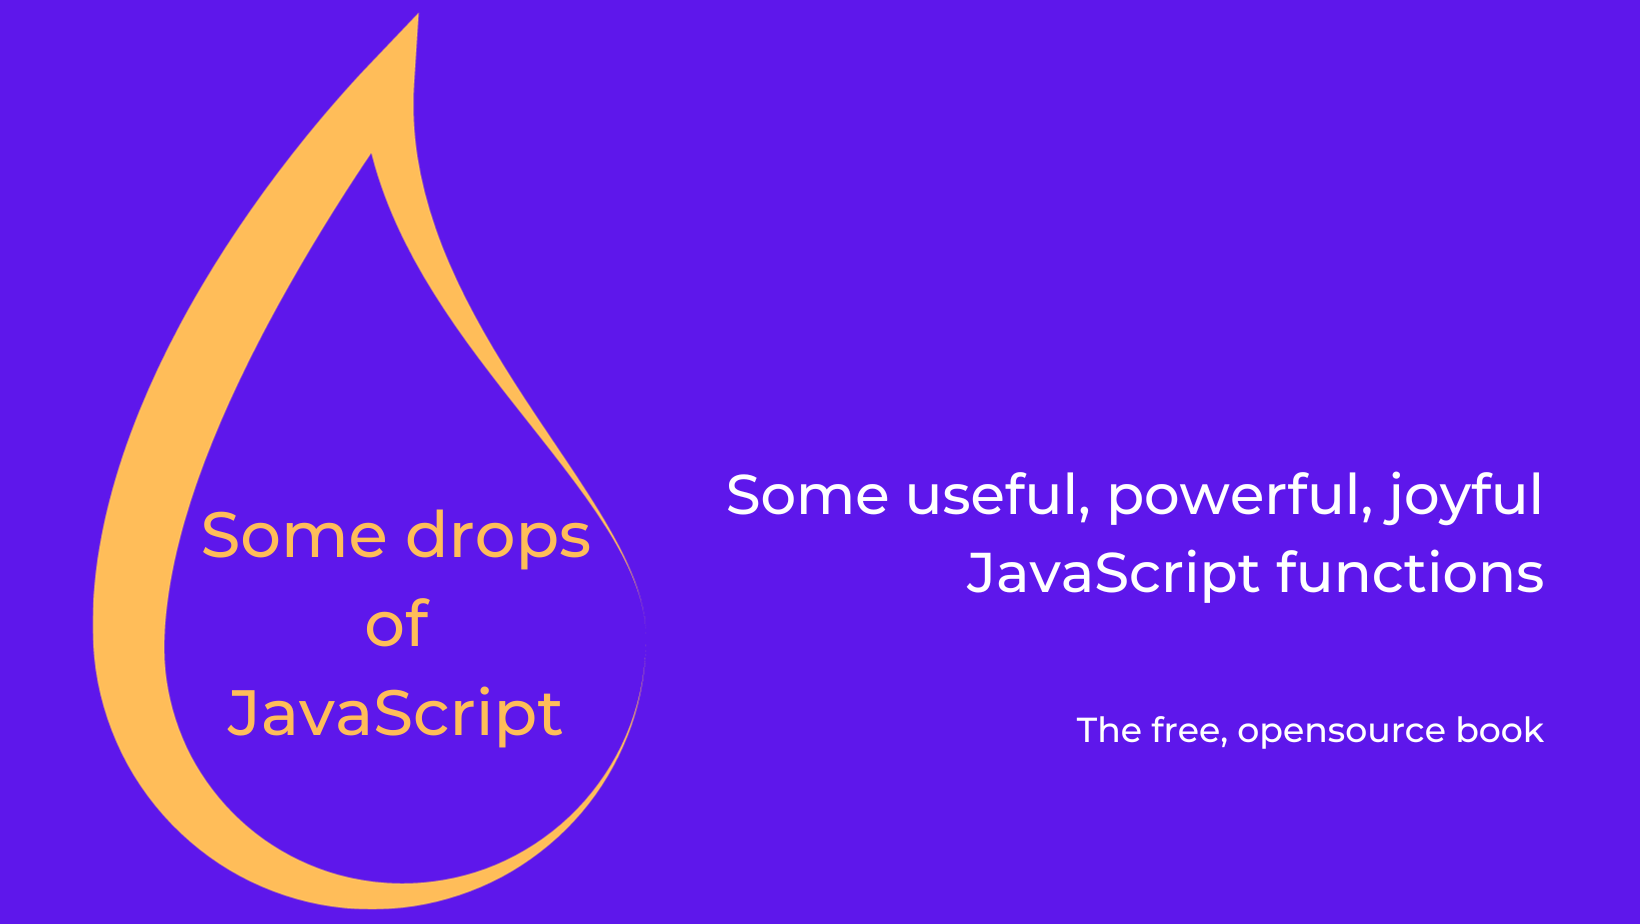 Some drops
of
JavaScript
Some useful, powerful, joyful
JavaScript functions
The free, opensource book